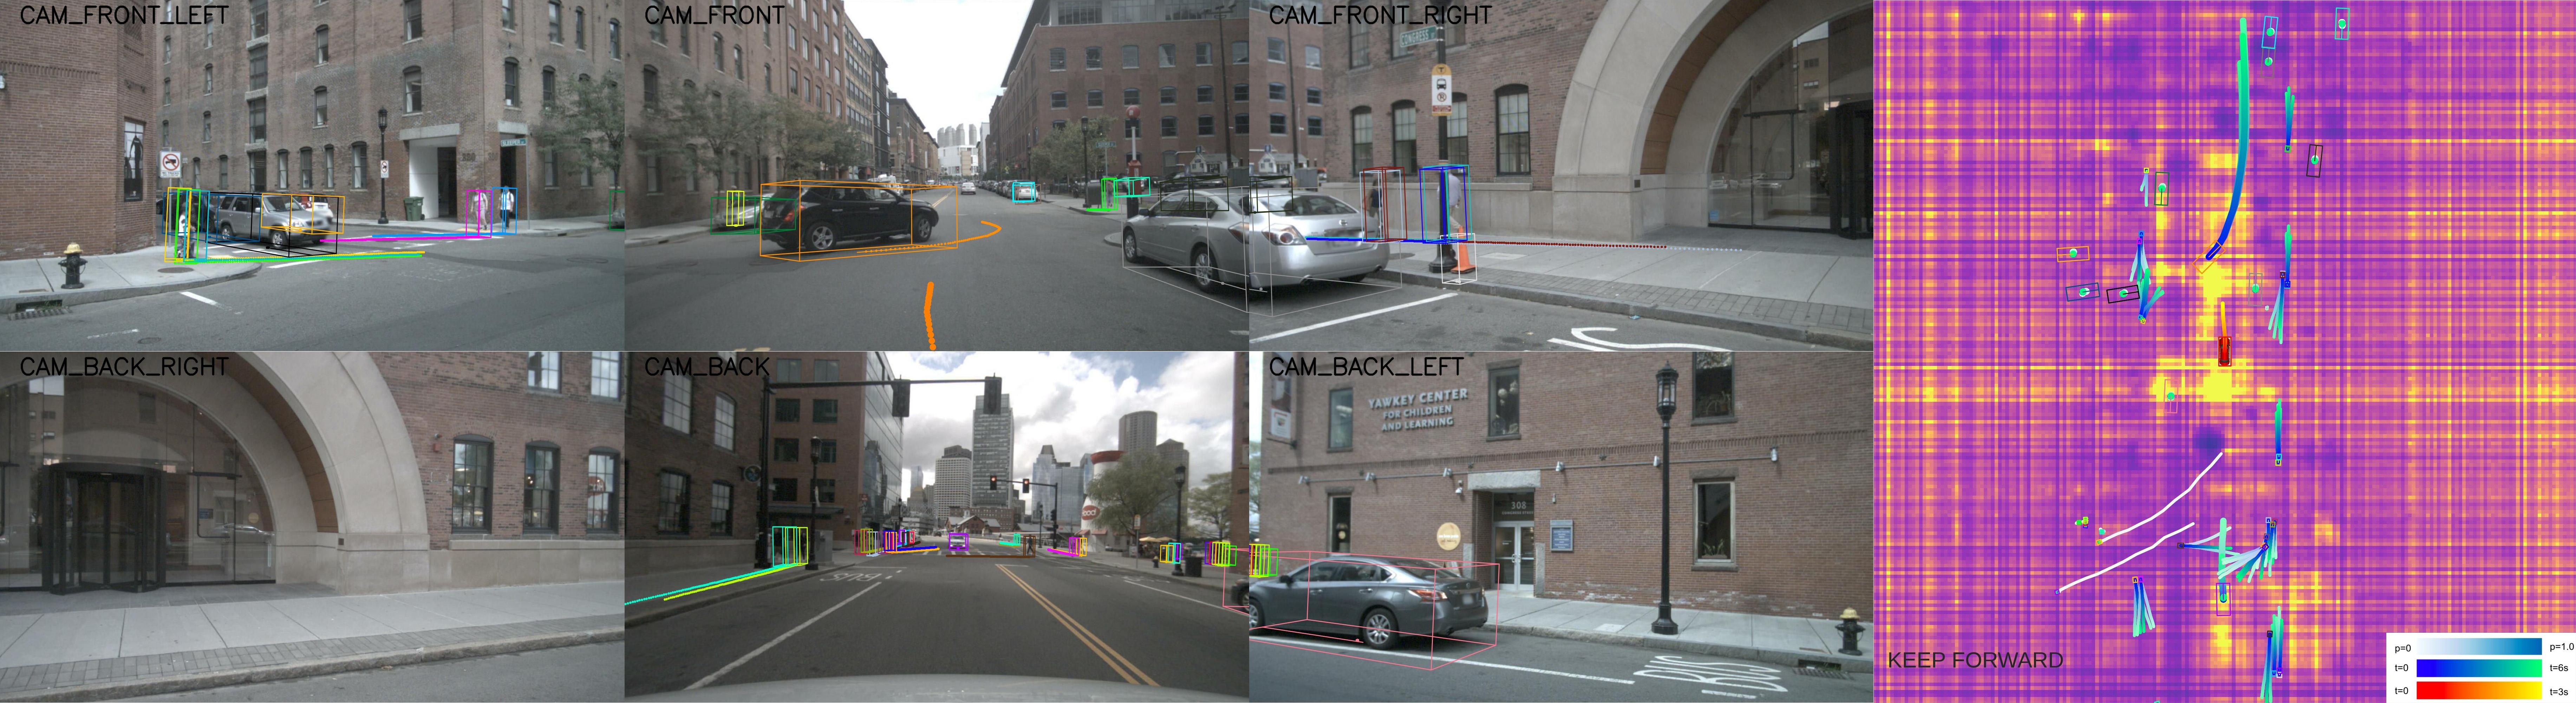 CAM_FRONT_LEFT
CAM_FRONT
CAM_FRONT_RIGHT
CONGRESS
CAM_BACK_RIGHT
CAM_BACK
CAM_BACK_LEFT
YAWKEY CENTER
FOR CHILDREN
AND LEARNING
308
BUS
BUS
KEEP FORWARD
p=0
p=1.0
t=0
t=6s
t=0
t=3s